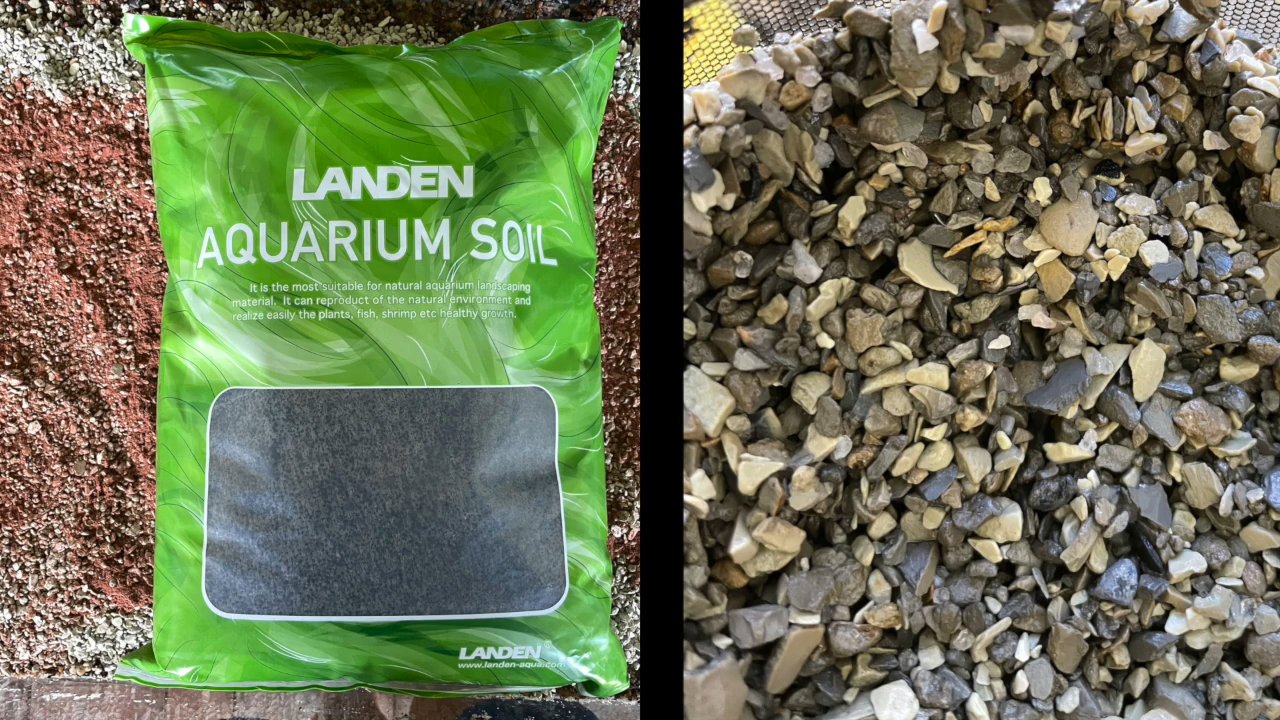 LANDEN
AQUARIUM SOIL
It is the most suitable for natural aquarium landscaping
material. It can reproduct of the natural environment and
realize easily the plants, fish, shrimp etc healthy growth.
LANDEN®
www.landen-aqua.com